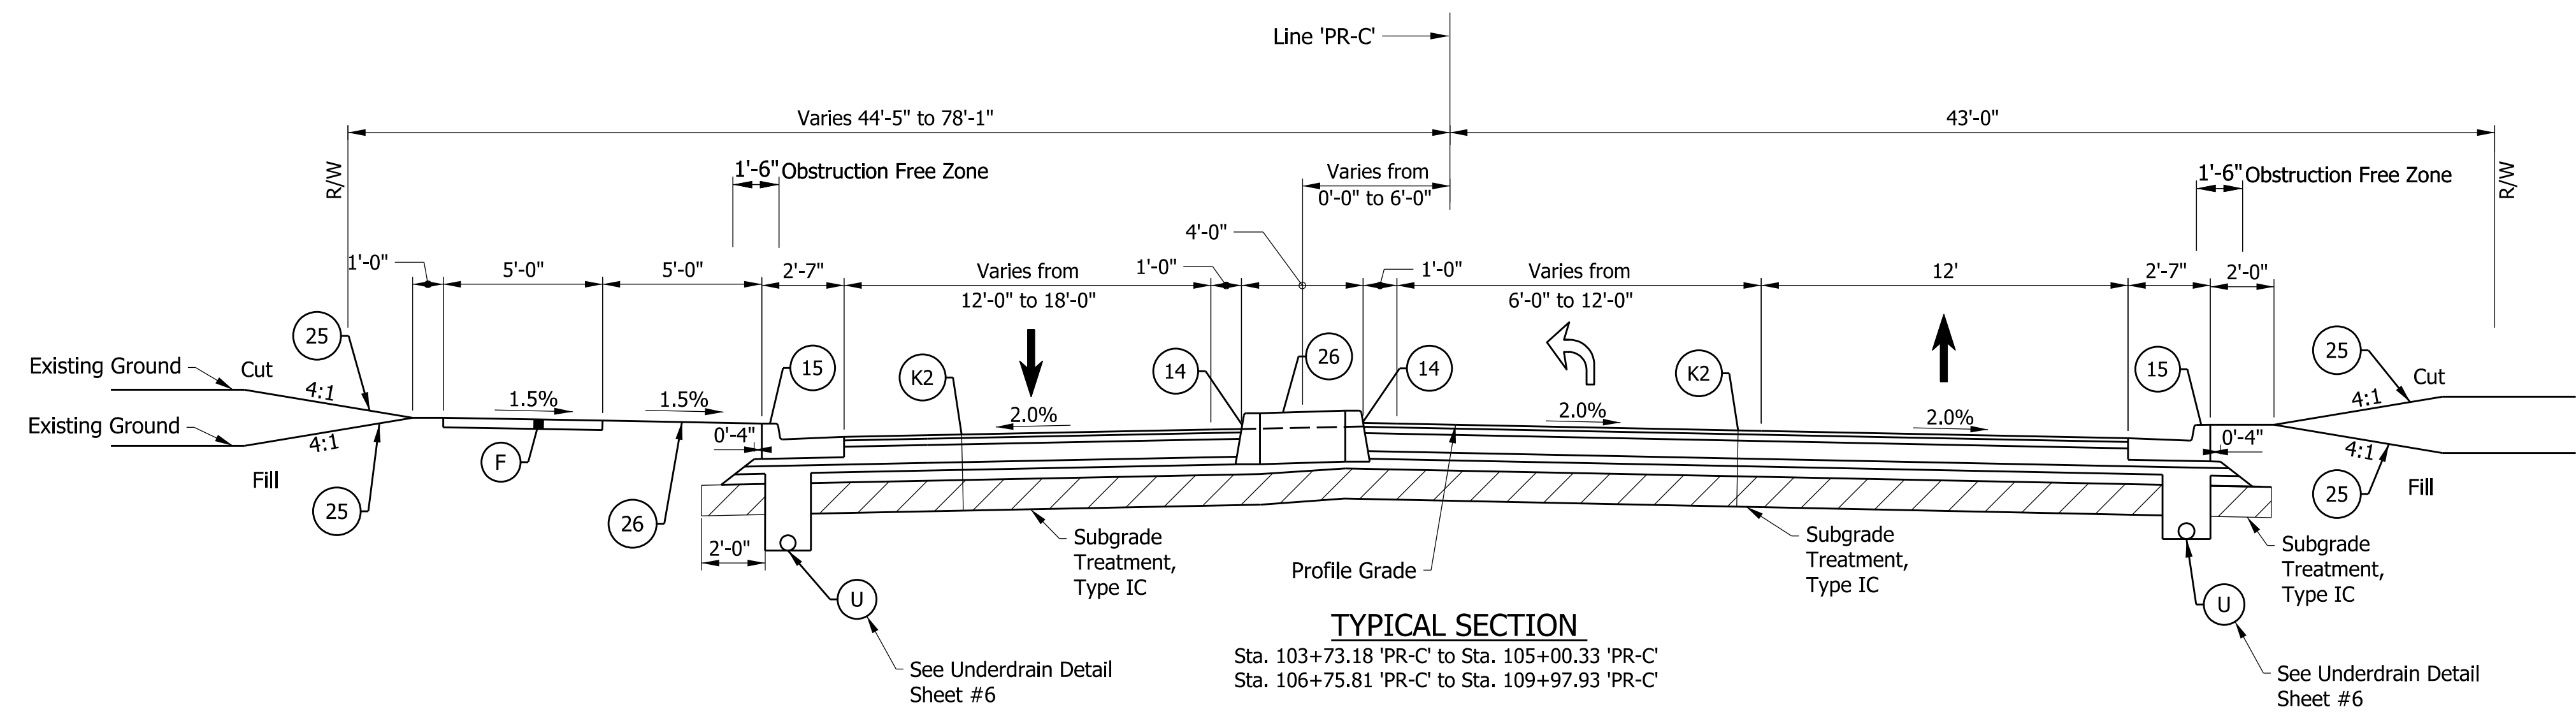 Line 'PR-C'
Varies 44'-5" to 78'-1"
43'-0"
R/W
1'-6" Obstruction Free Zone
Varies from
0'-0" to 6'-0"
1'-6" Obstruction Free Zone
R/W
4'-0"
1'-0"
5'-0"
5'-0"
2'-7"
Varies from
12'-0" to 18'-0"
1'-0"
1'-0"
Varies from
6'-0" to 12'-0"
12'
2'-7"
2'-0"
25
Existing Ground
Cut
4:1
Existing Ground
4:1
Fill
25
1.5%
1.5%
F
26
15
0'-4"
K2
2.0%
14
26
14
2.0%
K2
2.0%
15
0'-4"
25
Cut
4:1
4:1
Fill
25
2'-0"
U
See Underdrain Detail
Sheet #6
Subgrade
Treatment,
Type IC
Profile Grade
Subgrade
Treatment,
Type IC
Subgrade
Treatment,
Type IC
U
See Underdrain Detail
Sheet #6
TYPICAL SECTION
Sta. 103+73.18 'PR-C' to Sta. 105+00.33 'PR-C'
Sta. 106+75.81 'PR-C' to Sta. 109+97.93 'PR-C'